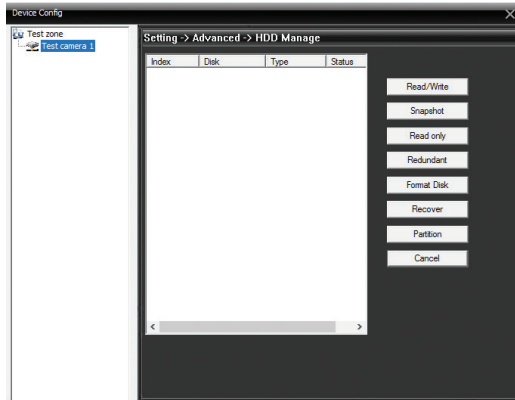 Device Config
Test zone
Test camera 1
Setting -> Advanced -> HDD Manage
Index Disk Type Status
Read/Write
Snapshot
Read only
Redundant
Format Disk
Recover
Partition
Cancel